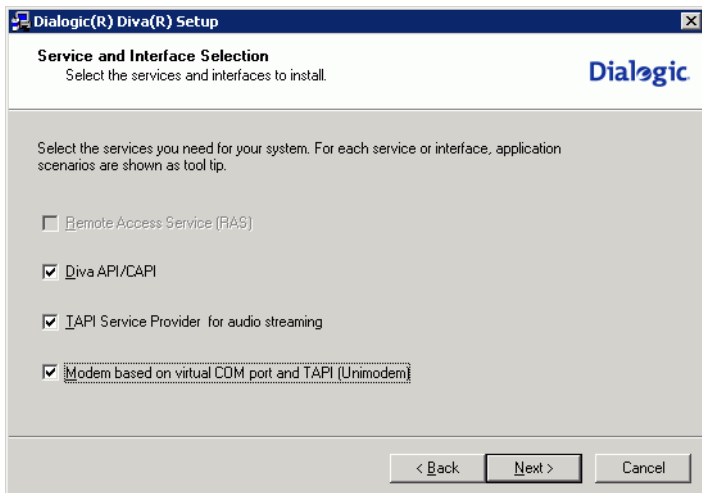 Dialogic(R) Diva(R) Setup
Service and Interface Selection
Select the services and interfaces to install.
Dialogic.
Select the services you need for your system. For each service or interface, application
scenarios are shown as tool tip.
Remote Access Service (RAS)
Diva API/CAPI
TAPI Service Provider for audio streaming
Modem based on virtual COM port and TAPI (Unimodem)
< Back
Next >
Cancel